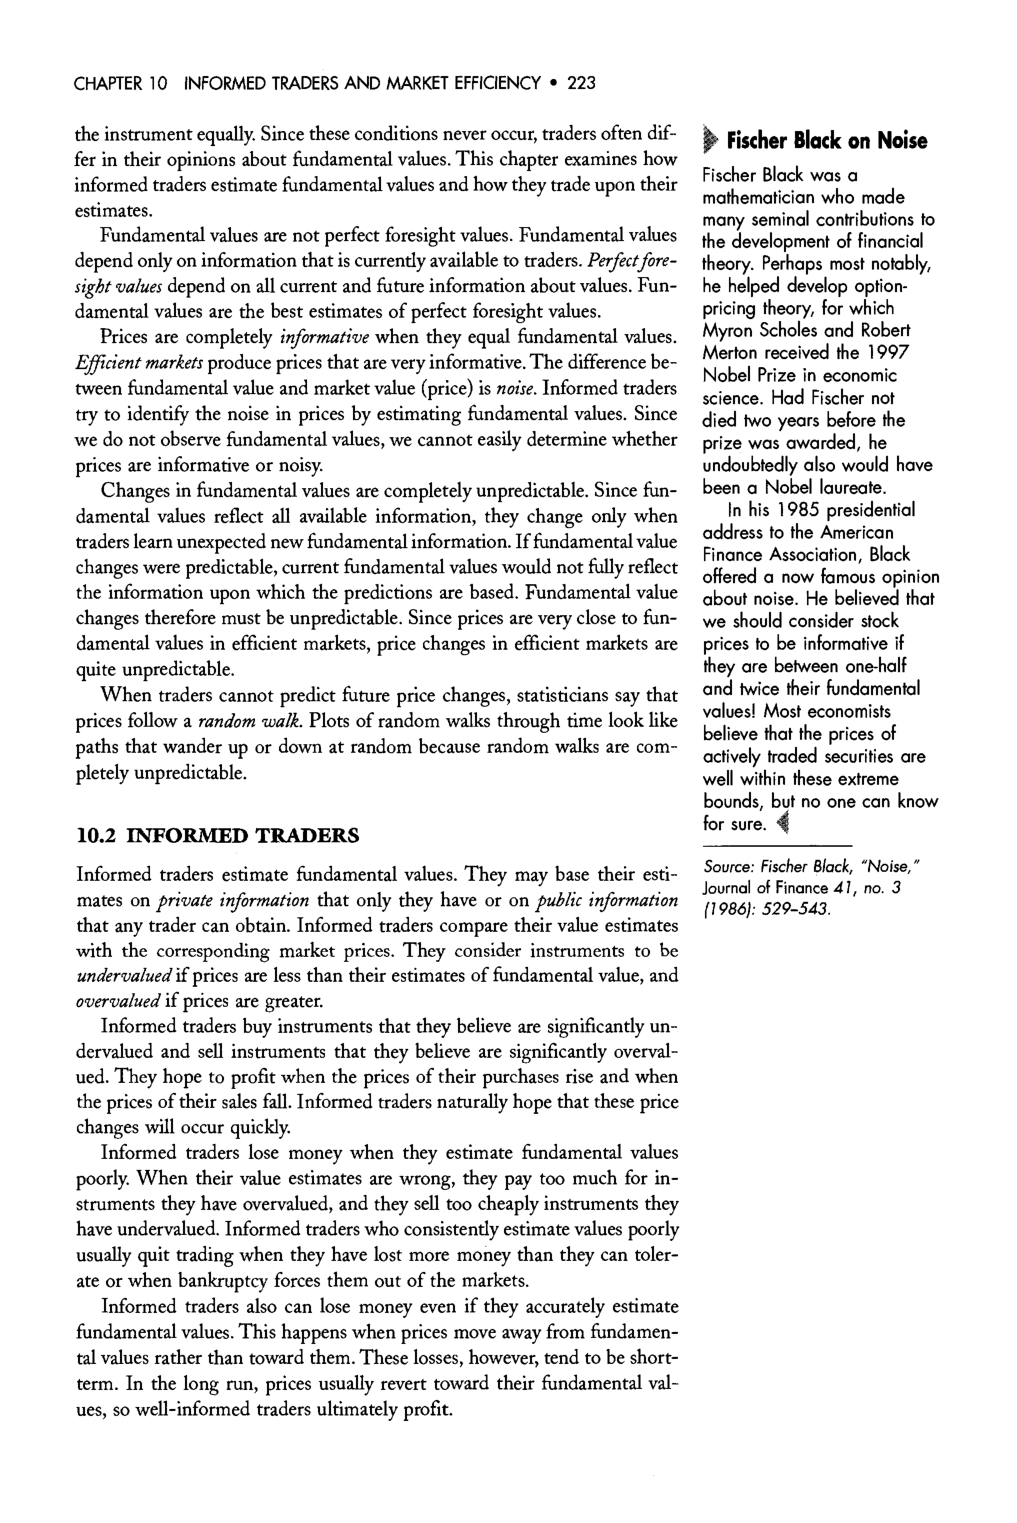 CHAPTER 10 INFORMED TRADERS AND MARKET EFFICIENCY • 223
the instrument equally. Since these conditions never occur, traders often dif-
fer in their opinions about fundamental values. This chapter examines how
informed traders estimate fundamental values and how they trade upon their
estimates.
Fundamental values are not perfect foresight values. Fundamental values
depend only on information that is currently available to traders. Perfect fore-
sight values depend on all current and future information about values. Fun-
damental values are the best estimates of perfect foresight values.
Prices are completely informative when they equal fundamental values.
Efficient markets produce prices that are very informative. The difference be-
tween fundamental value and market value (price) is noise. Informed traders
try to identify the noise in prices by estimating fundamental values. Since
we do not observe fundamental values, we cannot easily determine whether
prices are informative or noisy.
Changes in fundamental values are completely unpredictable. Since fun-
damental values reflect all available information, they change only when
traders learn unexpected new fundamental information. If fundamental value
changes were predictable, current fundamental values would not fully reflect
the information upon which the predictions are based. Fundamental value
changes therefore must be unpredictable. Since prices are very close to fun-
damental values in efficient markets, price changes in efficient markets are
quite unpredictable.
When traders cannot predict future price changes, statisticians say that
prices follow a random walk. Plots of random walks through time look like
paths that wander up or down at random because random walks are com-
pletely unpredictable.
10.2 INFORMED TRADERS
Informed traders estimate fundamental values. They may base their esti-
mates on private information that only they have or on public information
that any trader can obtain. Informed traders compare their value estimates
with the corresponding market prices. They consider instruments to be
undervalued if prices are less than their estimates of fundamental value, and
overvalued if prices are greater.
Informed traders buy instruments that they believe are significantly un-
dervalued and sell instruments that they believe are significantly overval-
ued. They hope to profit when the prices of their purchases rise and when
the prices of their sales fall. Informed traders naturally hope that these price
changes will occur quickly.
Informed traders lose money when they estimate fundamental values
poorly. When their value estimates are wrong, they pay too much for in-
struments they have overvalued, and they sell too cheaply instruments they
have undervalued. Informed traders who consistently estimate values poorly
usually quit trading when they have lost more money than they can toler-
ate or when bankruptcy forces them out of the markets.
Informed traders also can lose money even if they accurately estimate
fundamental values. This happens when prices move away from fundamen-
tal values rather than toward them. These losses, however, tend to be short-
term. In the long run, prices usually revert toward their fundamental val-
ues, so well-informed traders ultimately profit.
Fischer Black on Noise
Fischer Black was a
mathematician who made
many seminal contributions to
the development of financial
theory. Perhaps most notably,
he helped develop option-
pricing theory, for which
Myron Scholes and Robert
Merton received the 1997
Nobel Prize in economic
science. Had Fischer not
died two years before the
prize was awarded, he
undoubtedly also would have
been a Nobel laureate.
In his 1985 presidential
address to the American
Finance Association, Black
offered a now famous opinion
about noise. He believed that
we should consider stock
prices to be informative if
they are between one-half
and twice their fundamental
values! Most economists
believe that the prices of
actively traded securities are
well within these extreme
bounds, but no one can know
for sure.
Source: Fischer Black, "Noise,"
Journal of Finance 41, no. 3
(1986): 529–543.